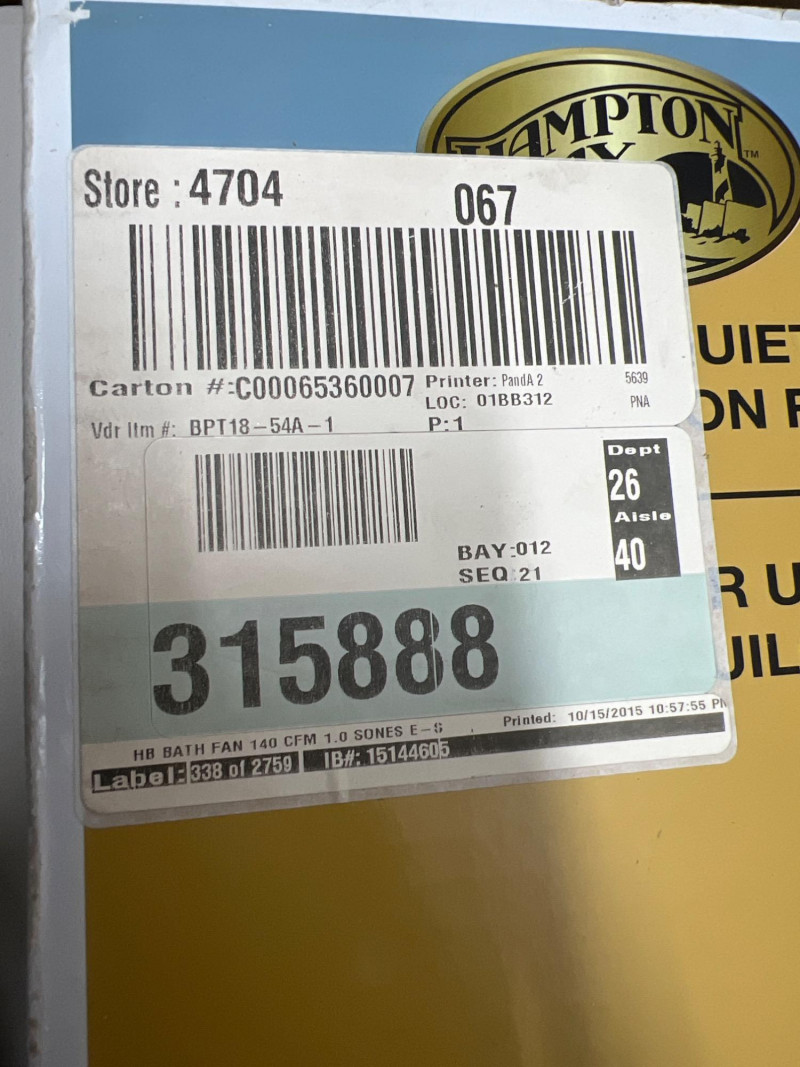 HAMPTON
TM
Store : 4704
067
Carton #:C00065360007
Printer: PandA 2
5639
LOC: 01BB312
PNA
Vdr Itm #: BPT18-54A-1
P:1
Dept
26
Aisle
40
BAY:012
SEQ:21
315888
HB BATH FAN 140 CFM 1.0 SONES E-S
Printed: 10/15/2015 10:57:55 PM
Label: 338 of 2759
IB#: 15144605
UIET
ON F
R U
UIL